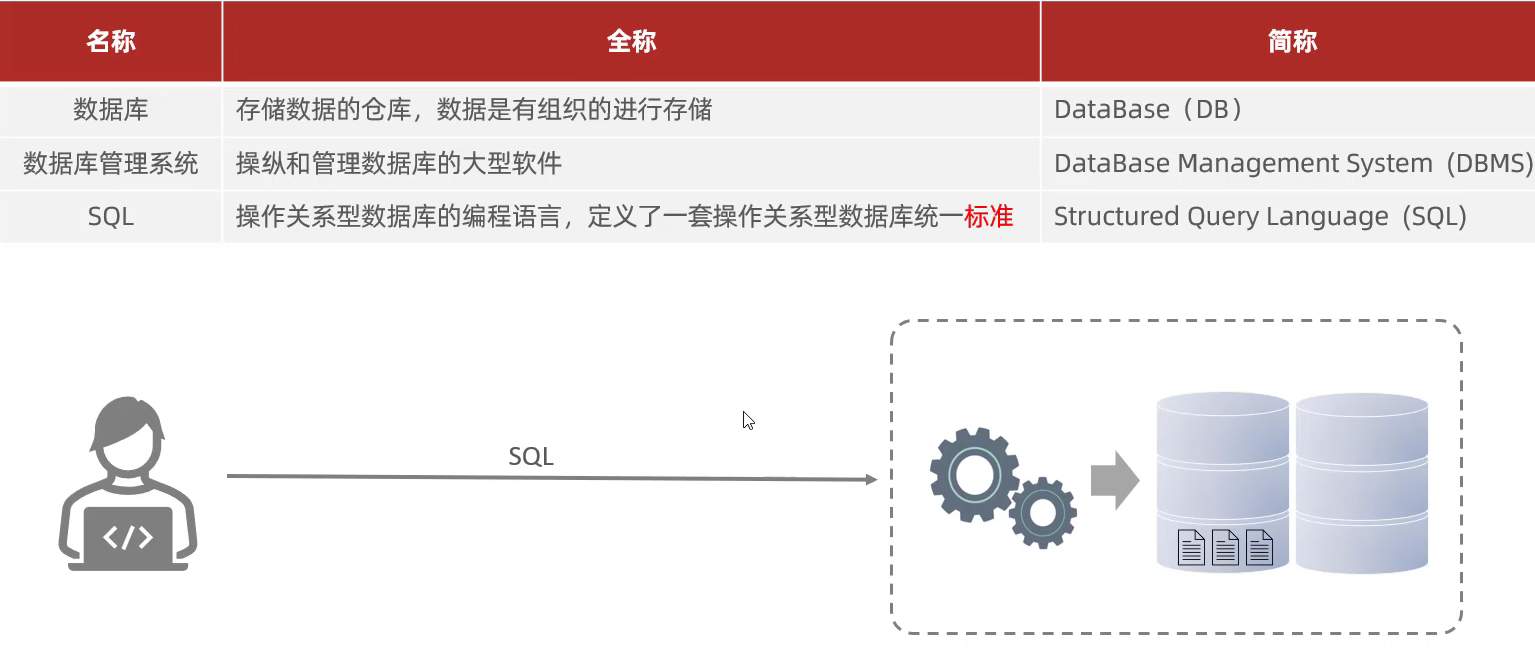 名称 全称 简称
数据库 存储数据的仓库，数据是有组织的进行存储 DataBase（DB）
数据库管理系统 操纵和管理数据库的大型软件 DataBase Management System (DBMS)
SQL 操作关系型数据库的编程语言，定义了一套操作关系型数据库统一标准 Structured Query Language (SQL)
SQL
</>